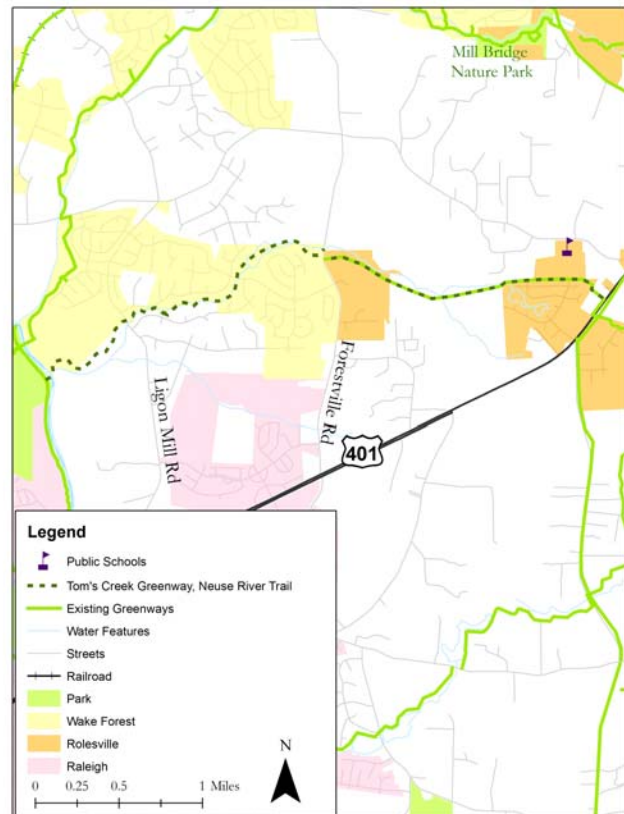 Mill Bridge
Nature Park
Ligon Mill Rd
Forestville Rd
401
Legend
Public Schools
Tom's Creek Greenway, Neuse River Trail
Existing Greenways
Water Features
Streets
Railroad
Park
Wake Forest
Rolesville
Raleigh
0 0.25 0.5 1 Miles
N